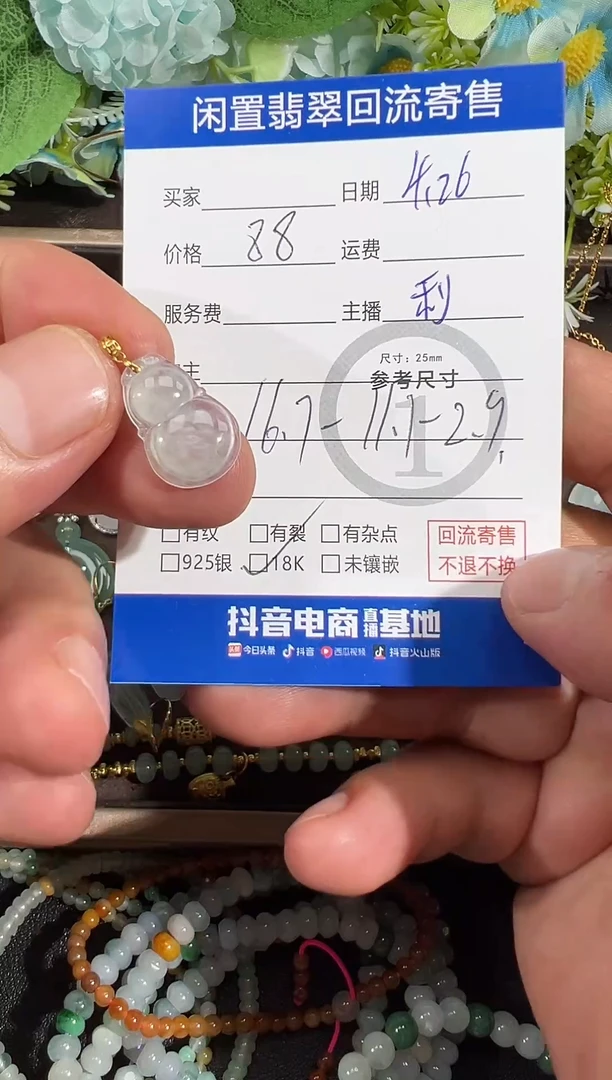 闲置翡翠回流寄售
买家 日期 4.26
价格 88 运费
服务费 主播 利
主
尺寸：25mm
参考尺寸
1
16.7-11.7-2.9
□有纹 □有裂 □有杂点
□925银 □18K □未镶嵌
回流寄售
不退不换
抖音电商直播基地
头条 今日头条 抖音 西瓜视频 抖音火山版